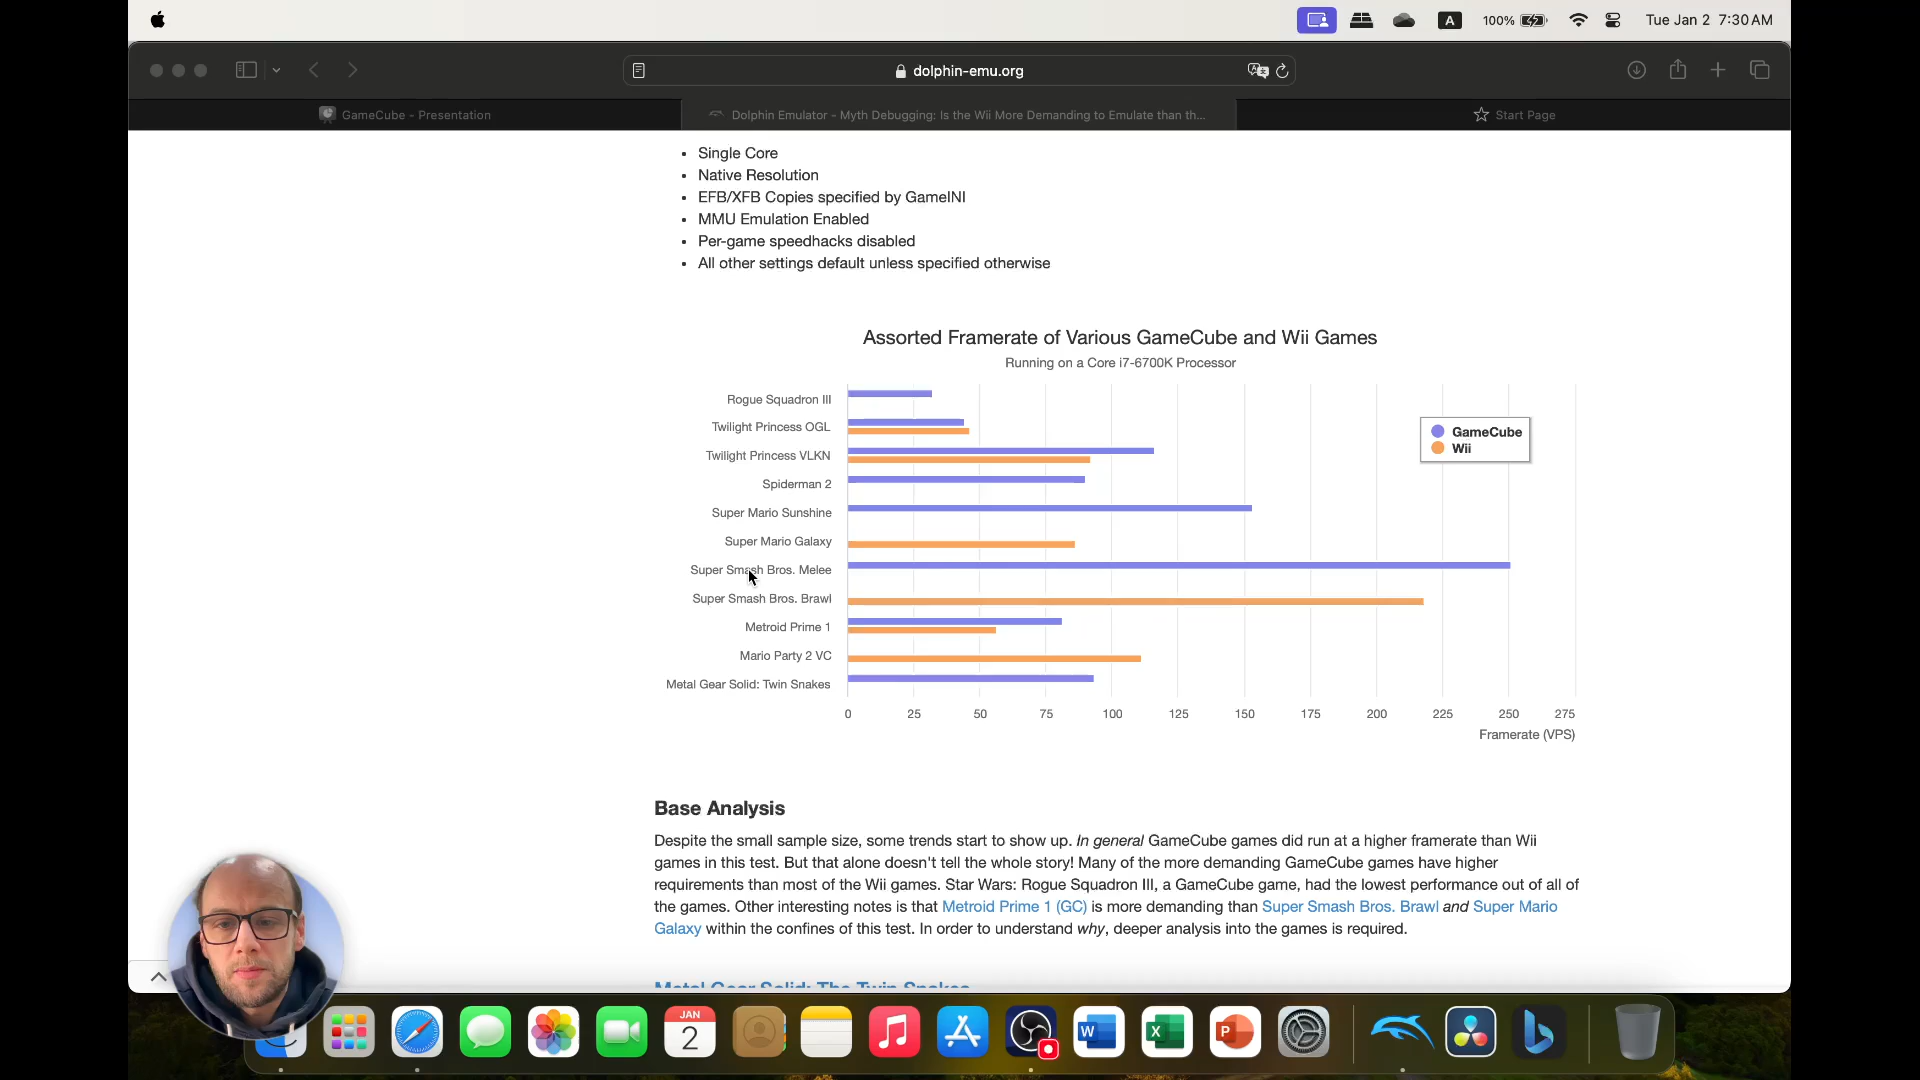 100%
Tue Jan 2 7:30 AM
A
dolphin-emu.org
GameCube - Presentation
Dolphin Emulator - Myth Debugging: Is the Wii More Demanding to Emulate than th...
Start Page
• Single Core
• Native Resolution
• EFB/XFB Copies specified by GameINI
• MMU Emulation Enabled
• Per-game speedhacks disabled
• All other settings default unless specified otherwise
Assorted Framerate of Various GameCube and Wii Games
Running on a Core i7-6700K Processor
Rogue Squadron III
Twilight Princess OGL
Twilight Princess VLKN
Spiderman 2
Super Mario Sunshine
Super Mario Galaxy
Super Smash Bros. Melee
Super Smash Bros. Brawl
Metroid Prime 1
Mario Party 2 VC
Metal Gear Solid: Twin Snakes
GameCube
Wii
0 25 50 75 100 125 150 175 200 225 250 275
Framerate (VPS)
Base Analysis
Despite the small sample size, some trends start to show up. In general GameCube games did run at a higher framerate than Wii
games in this test. But that alone doesn't tell the whole story! Many of the more demanding GameCube games have higher
requirements than most of the Wii games. Star Wars: Rogue Squadron III, a GameCube game, had the lowest performance out of all of
the games. Other interesting notes is that Metroid Prime 1 (GC) is more demanding than Super Smash Bros. Brawl and Super Mario
Galaxy within the confines of this test. In order to understand why, deeper analysis into the games is required.
Metal Gear Solid: The Twin Snakes
JAN
2
W
X
P